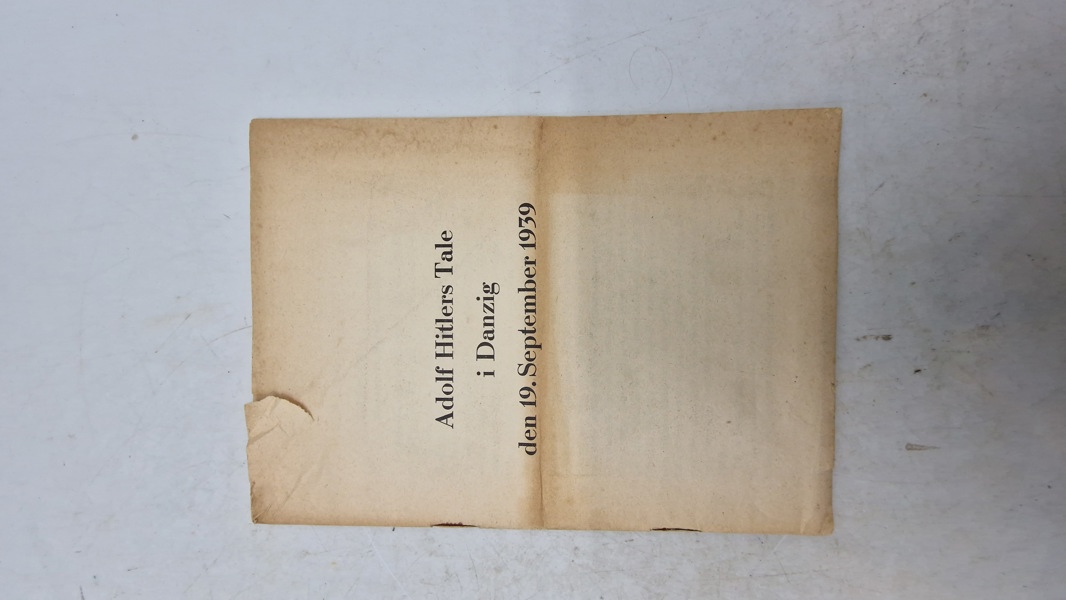 Adolf Hitlers Tale
i Danzig
den 19. September 1939